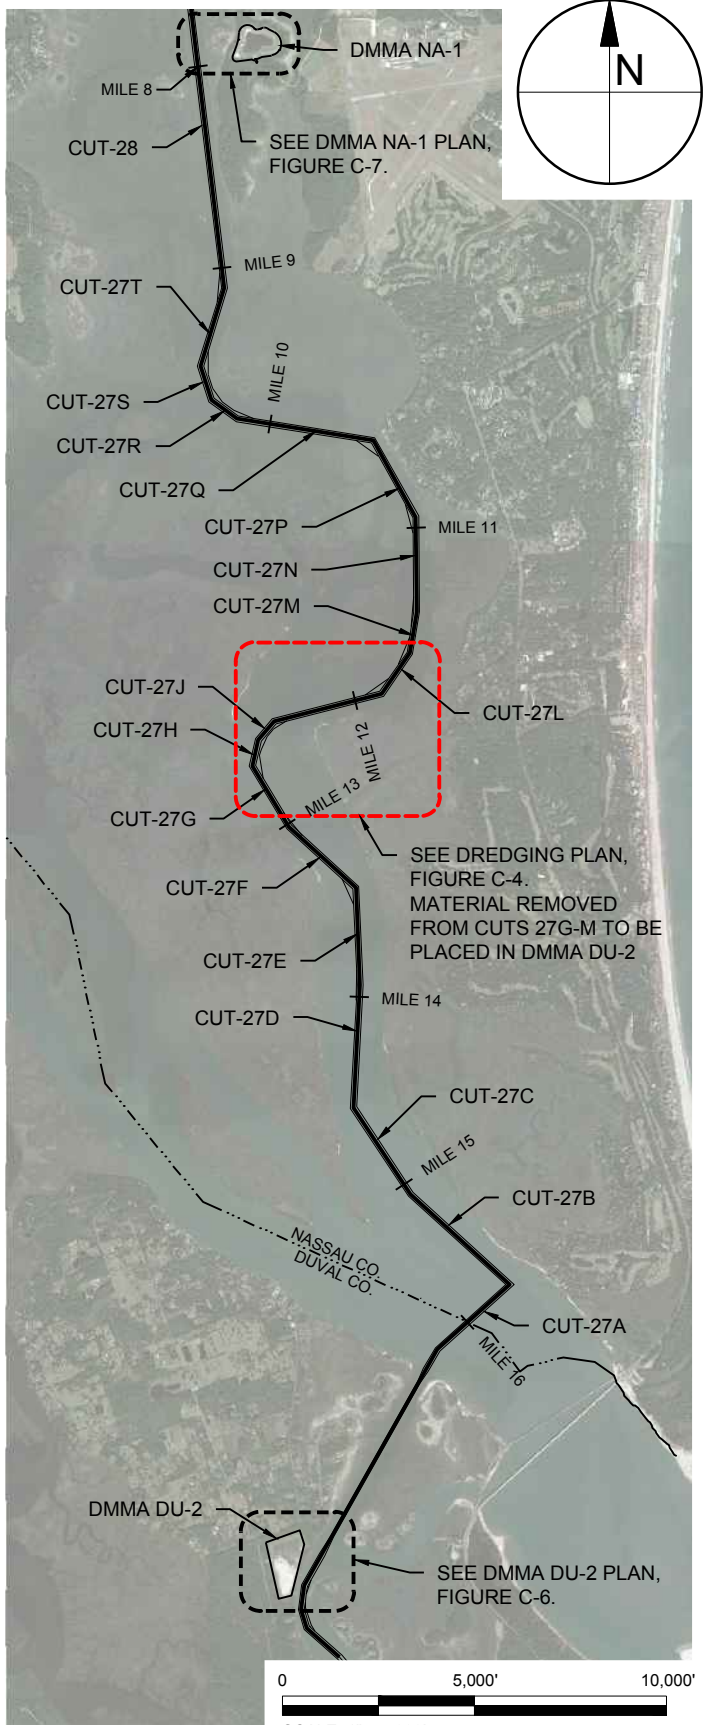 DMMA NA-1
N
MILE 8
CUT-28
SEE DMMA NA-1 PLAN,
FIGURE C-7.
MILE 9
CUT-27T
MILE 10
CUT-27S
CUT-27R
CUT-27Q
CUT-27P
MILE 11
CUT-27N
CUT-27M
CUT-27J
CUT-27L
CUT-27H
MILE 12
MILE 13
CUT-27G
SEE DREDGING PLAN,
FIGURE C-4.
MATERIAL REMOVED
FROM CUTS 27G-M TO BE
PLACED IN DMMA DU-2
CUT-27F
CUT-27E
MILE 14
CUT-27D
CUT-27C
MILE 15
CUT-27B
NASSAU CO
DUVAL CO.
CUT-27A
MILE 16
DMMA DU-2
SEE DMMA DU-2 PLAN,
FIGURE C-6.
0 5,000' 10,000'